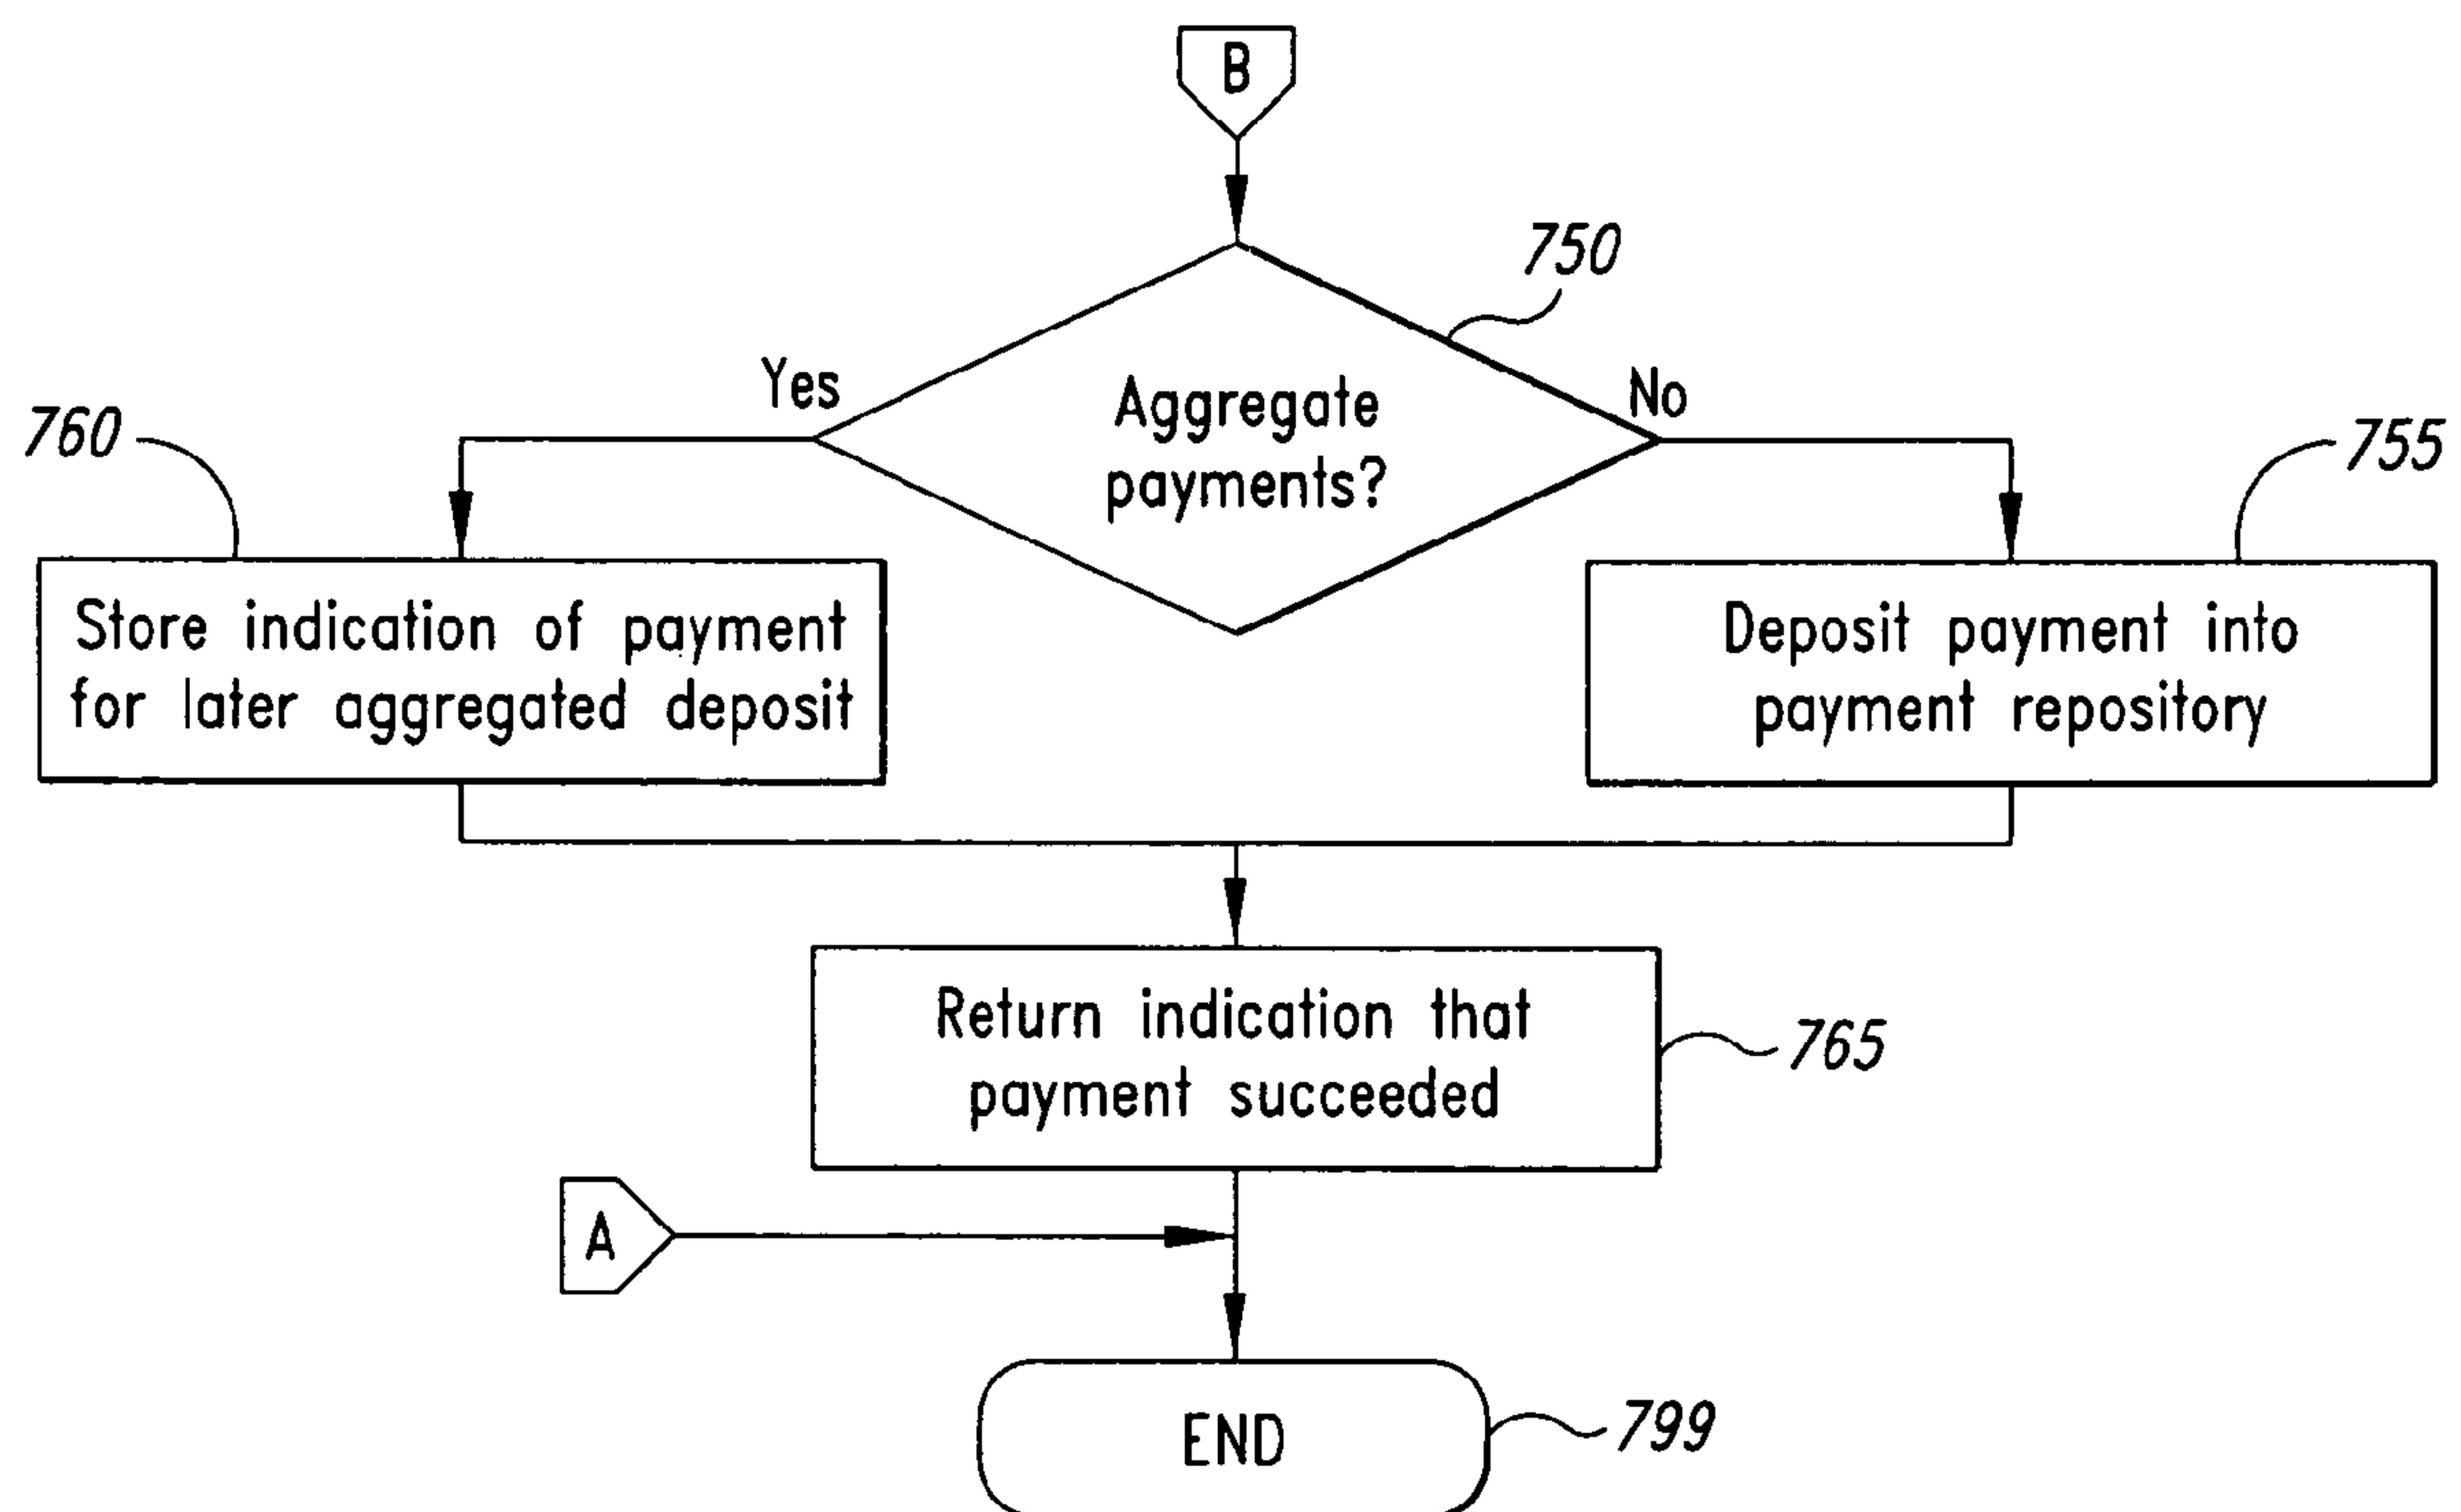 B
750
Aggregate
payments?
Yes
No
760
755
Store indication of payment
for later aggregated deposit
Deposit payment into
payment repository
Return indication that
payment succeeded
765
A
END
799